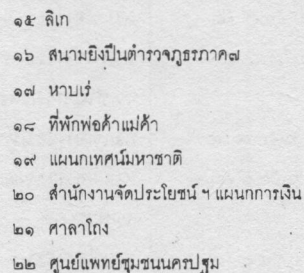 ๑๕ ลิเก
๑๖ สนามยิงปืนตำรวจภูธรภาค๗
๑๗ หาบเร่
๑๘ ที่พักพ่อค้าแม่ค้า
๑๙ แผนกเทศน์มหาชาติ
๒๐ สำนักงานจัดประโยชน์ ฯ แผนกการเงิน
๒๑ ศาลาโถง
๒๒ ศูนย์แพทย์ชุมชนนครปฐม